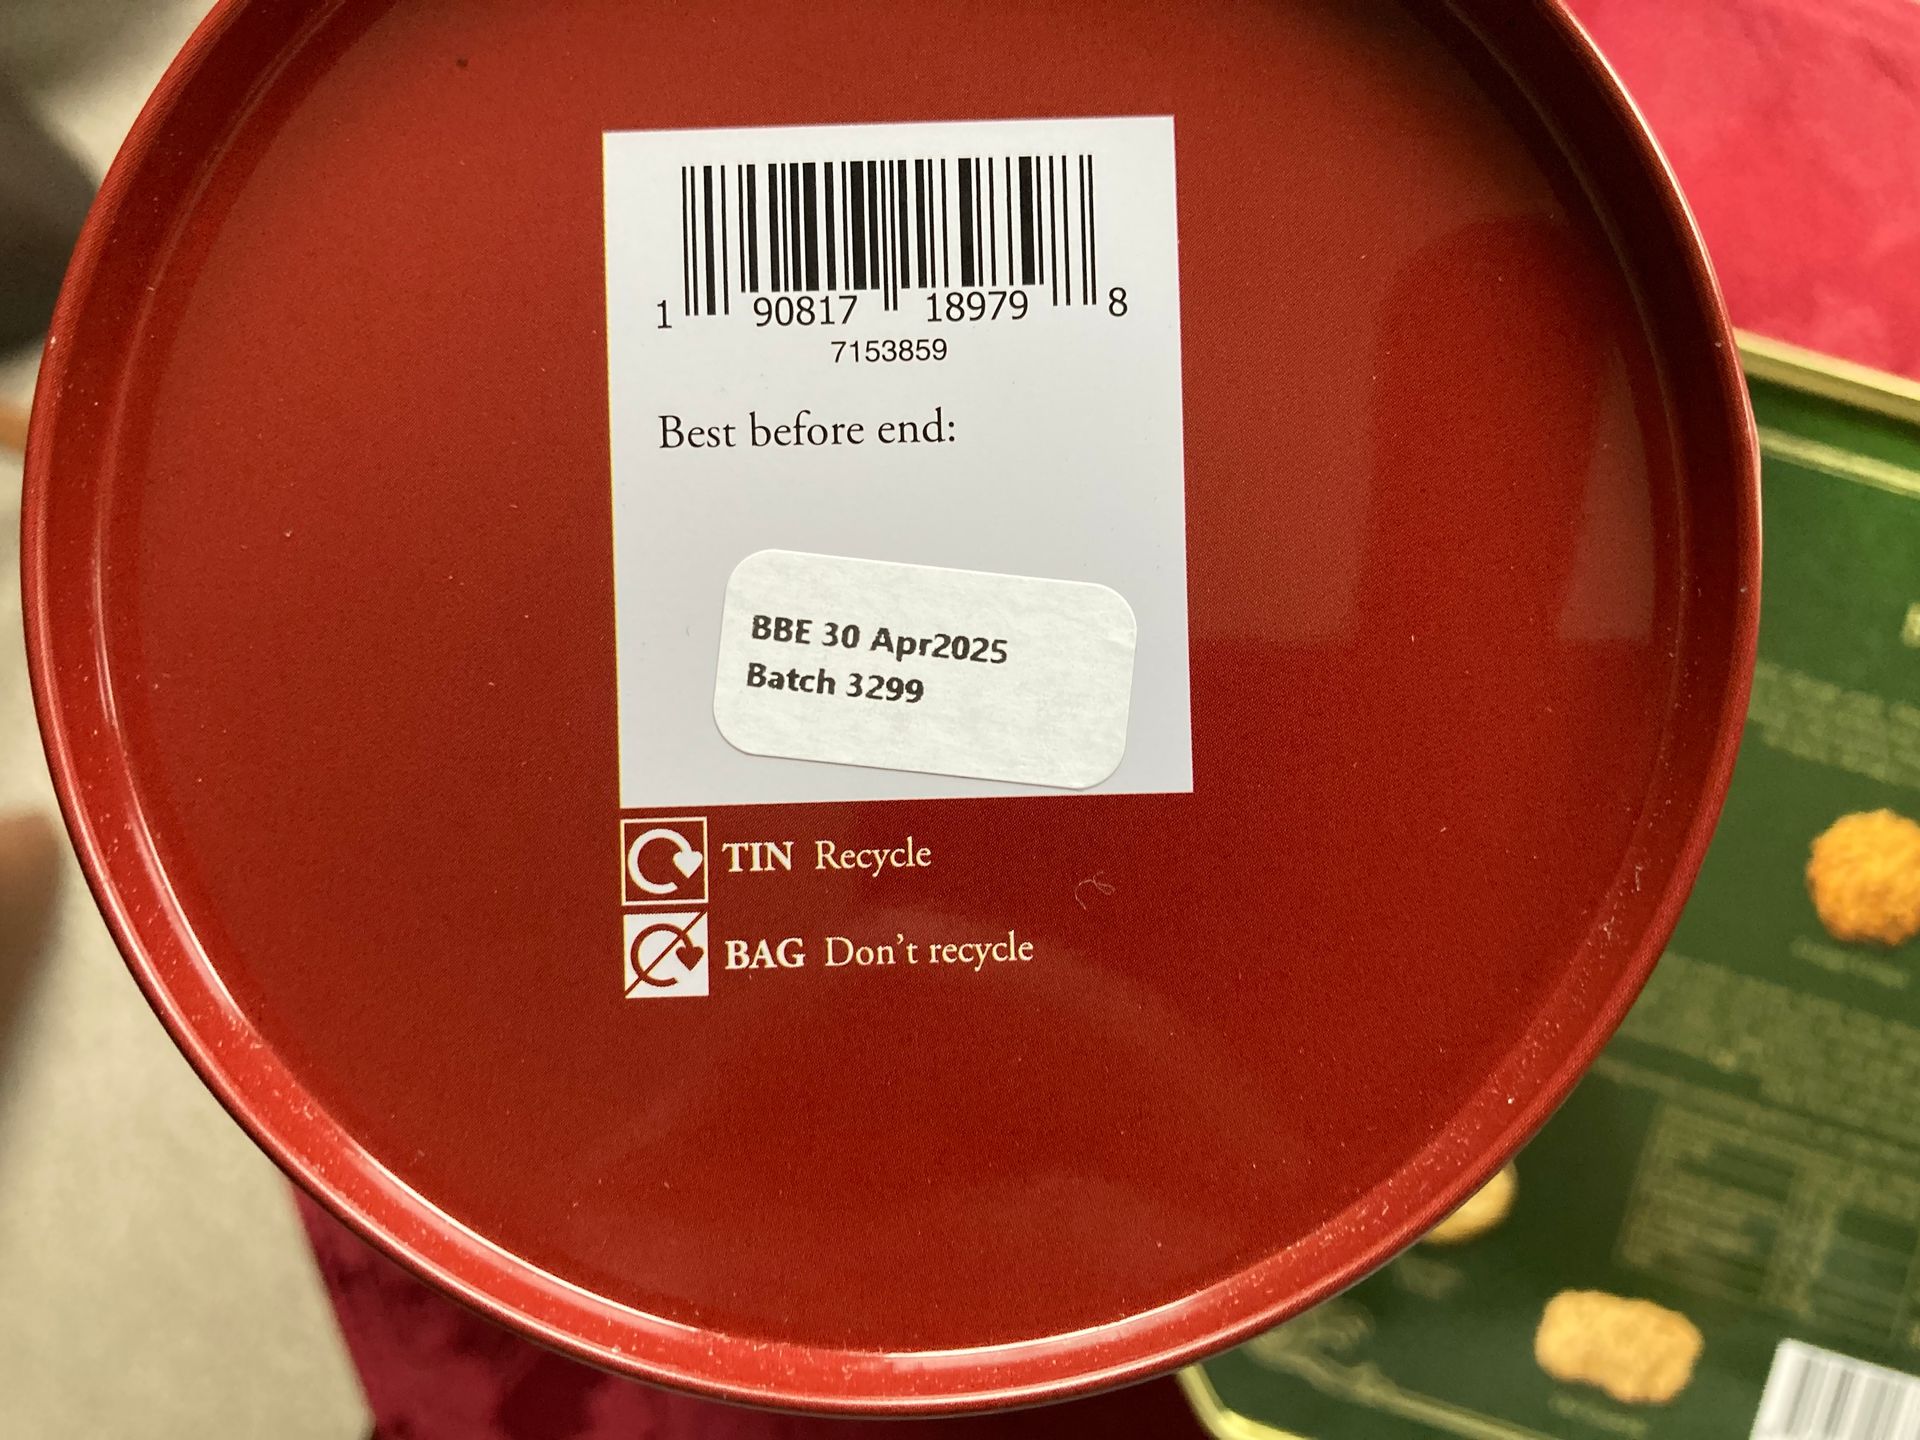 1 90817 18979 8
7153859
Best before end:
BBE 30 Apr2025
Batch 3299
TIN Recycle
BAG Don't recycle